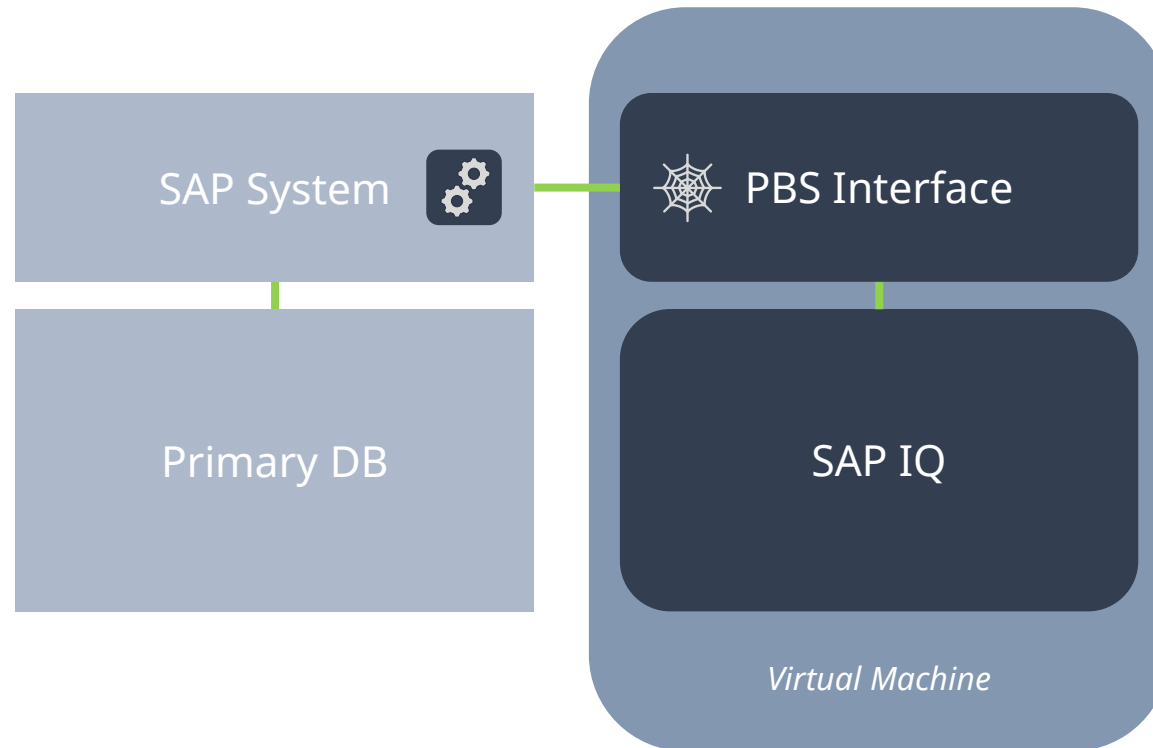 SAP System
PBS Interface
Primary DB
SAP IQ
Virtual Machine